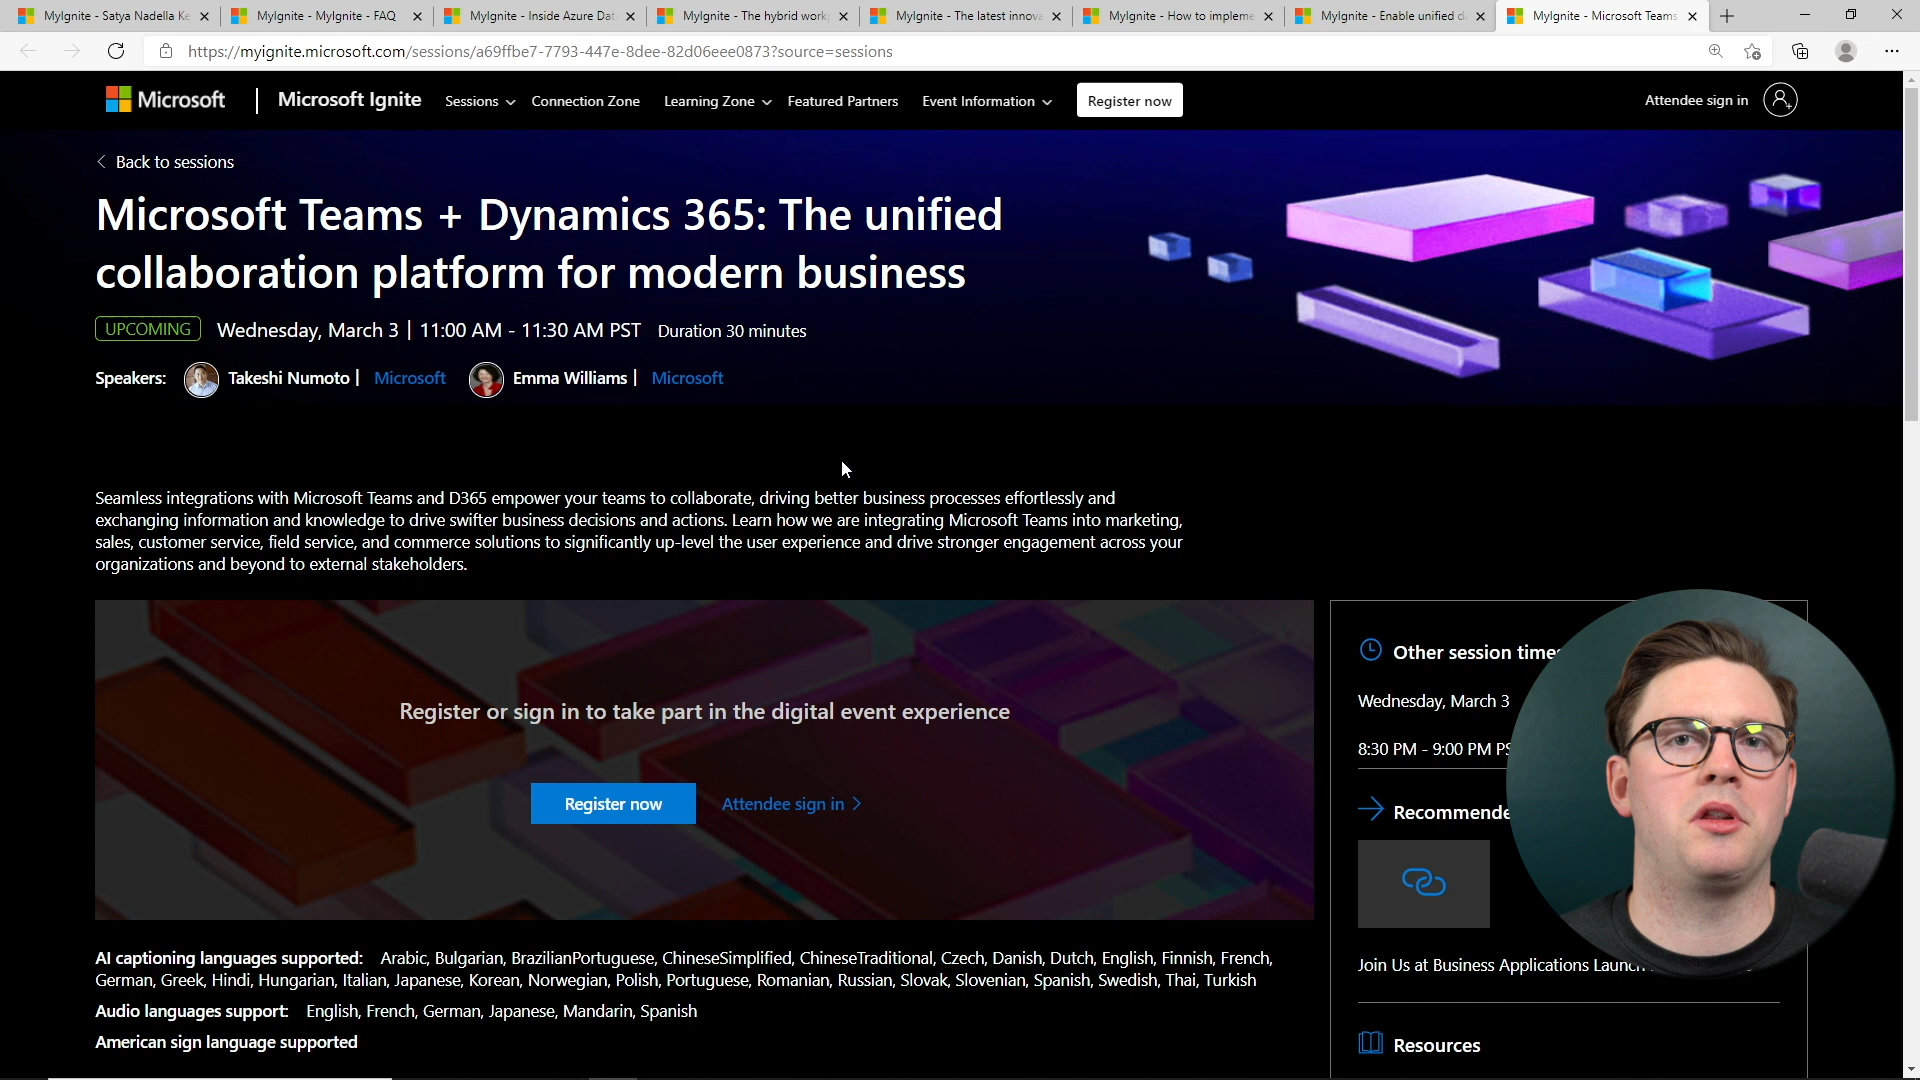 MyIgnite - Satya Nadella Ke
MyIgnite - MyIgnite - FAQ
MyIgnite - Inside Azure Dat
MyIgnite - The hybrid work
MyIgnite - The latest innova
MyIgnite - How to impleme
MyIgnite - Enable unified d
MyIgnite - Microsoft Teams
https://myignite.microsoft.com/sessions/a69ffbe7-7793-447e-8dee-82d06eee0873?source=sessions
Microsoft
Microsoft Ignite
Sessions
Connection Zone
Learning Zone
Featured Partners
Event Information
Register now
Attendee sign in
Back to sessions
Microsoft Teams + Dynamics 365: The unified
collaboration platform for modern business
UPCOMING Wednesday, March 3 | 11:00 AM - 11:30 AM PST Duration 30 minutes
Speakers: Takeshi Numoto | Microsoft Emma Williams | Microsoft
Seamless integrations with Microsoft Teams and D365 empower your teams to collaborate, driving better business processes effortlessly and
exchanging information and knowledge to drive swifter business decisions and actions. Learn how we are integrating Microsoft Teams into marketing,
sales, customer service, field service, and commerce solutions to significantly up-level the user experience and drive stronger engagement across your
organizations and beyond to external stakeholders.
Register or sign in to take part in the digital event experience
Register now
Attendee sign in
Other session times
Wednesday, March 3
8:30 PM - 9:00 PM PS
Recommende
Join Us at Business Applications Launch
Resources
AI captioning languages supported: Arabic, Bulgarian, BrazilianPortuguese, ChineseSimplified, ChineseTraditional, Czech, Danish, Dutch, English, Finnish, French,
German, Greek, Hindi, Hungarian, Italian, Japanese, Korean, Norwegian, Polish, Portuguese, Romanian, Russian, Slovak, Slovenian, Spanish, Swedish, Thai, Turkish
Audio languages support: English, French, German, Japanese, Mandarin, Spanish
American sign language supported